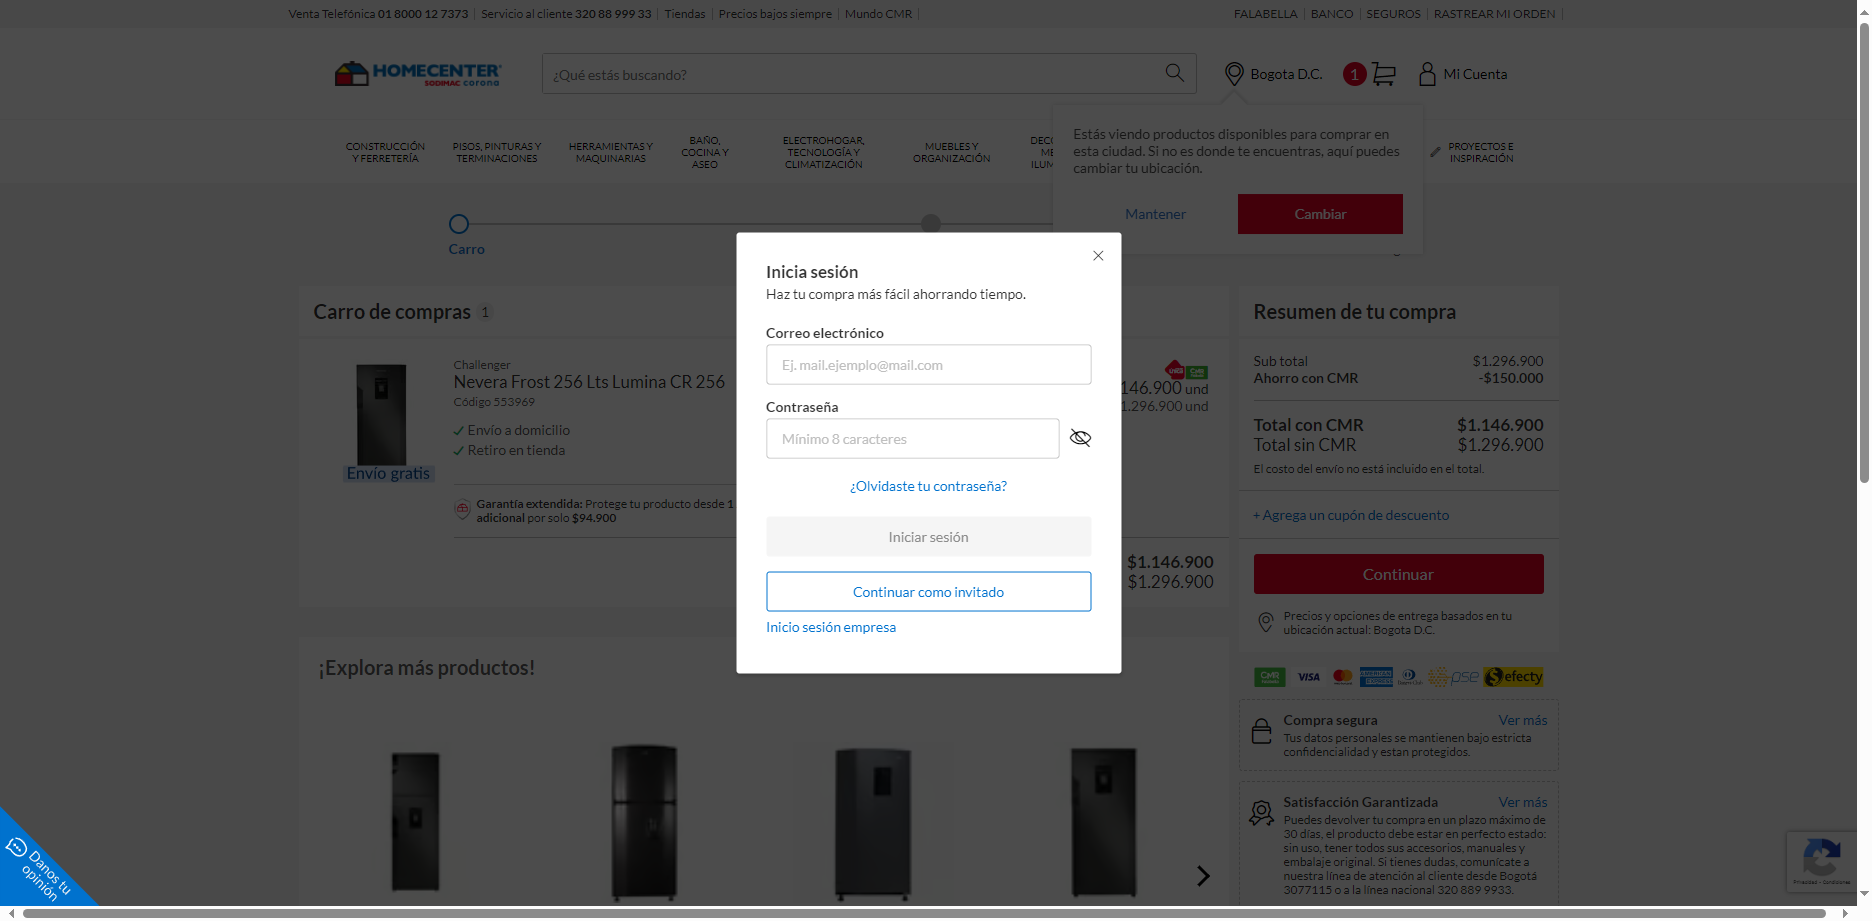 Venta Telefónica 01 8000 12 7373 | Servicio al cliente 320 88 999 33 | Tiendas | Precios bajos siempre | Mundo CMR |
FALABELLA | BANCO | SEGUROS | RASTREAR MI ORDEN |
HOMECENTER
SODIMAC corona
¿Qué estás buscando?
Bogota D.C.
1
Mi Cuenta
CONSTRUCCIÓN
Y FERRETERÍA
PISOS, PINTURAS Y
TERMINACIONES
HERRAMIENTAS Y
MAQUINARIAS
BAÑO,
COCINA Y
ASEO
ELECTROHOGAR,
TECNOLOGÍA Y
CLIMATIZACIÓN
MUEBLES Y
ORGANIZACIÓN
PROYECTOS E
INSPIRACIÓN
Estás viendo productos disponibles para comprar en
esta ciudad. Si no es donde te encuentras, aquí puedes
cambiar tu ubicación.
Mantener
Cambiar
Carro
Inicia sesión
Haz tu compra más fácil ahorrando tiempo.
Correo electrónico
Ej. mail.ejemplo@mail.com
Contraseña
Mínimo 8 caracteres
¿Olvidaste tu contraseña?
Iniciar sesión
Continuar como invitado
Inicio sesión empresa
Carro de compras 1
Challenger
Nevera Frost 256 Lts Lumina CR 256
Código 553969
Envío a domicilio
Retiro en tienda
Envío gratis
Garantía extendida: Protege tu producto desde 1
adicional por solo $94.900
146.900 und
1.296.900 und
$1.146.900
$1.296.900
Resumen de tu compra
Sub total $1.296.900
Ahorro con CMR -$150.000
Total con CMR $1.146.900
Total sin CMR $1.296.900
El costo del envío no está incluido en el total.
+ Agrega un cupón de descuento
Continuar
Precios y opciones de entrega basados en tu
ubicación actual: Bogota D.C.
CMR VISA pse efecty
Compra segura Ver más
Tus datos personales se mantienen bajo estricta
confidencialidad y estan protegidos.
Satisfacción Garantizada Ver más
Puedes devolver tu compra en un plazo máximo de
30 días, el producto debe estar en perfecto estado:
sin uso, tener todos sus accesorios, manuales y
embalaje original. Si tienes dudas, comunícate a
nuestra línea de atención al cliente desde Bogotá
3077115 o a la línea nacional 320 889 9933.
¡Explora más productos!
Danos tu
opinión